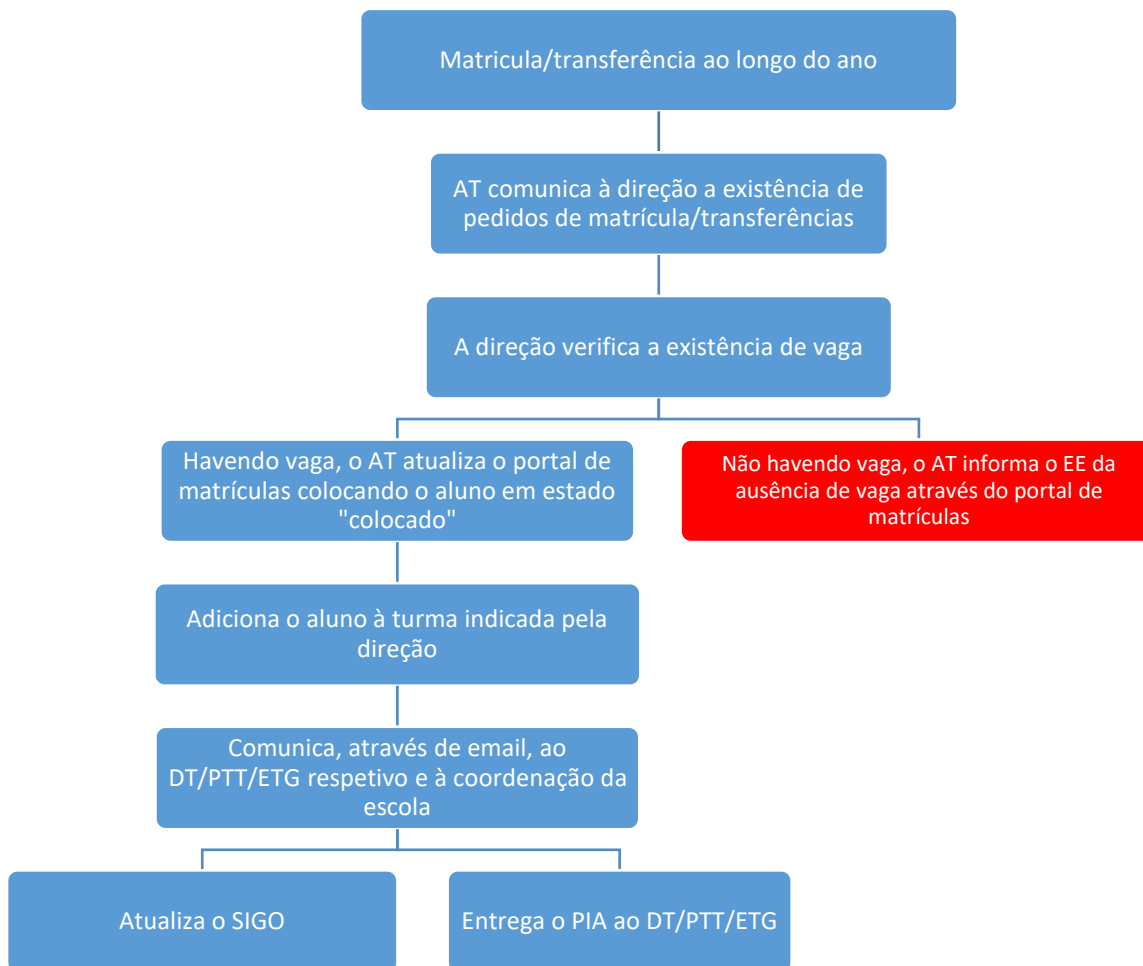 Matricula/transferência ao longo do ano
AT comunica à direção a existência de
pedidos de matrícula/transferências
A direção verifica a existência de vaga
Havendo vaga, o AT atualiza o portal de
matrículas colocando o aluno em estado
"colocado"
Não havendo vaga, o AT informa o EE da
ausência de vaga através do portal de
matrículas
Adiciona o aluno à turma indicada pela
direção
Comunica, através de email, ao
DT/PTT/ETG respetivo e à coordenação da
escola
Atualiza o SIGO
Entrega o PIA ao DT/PTT/ETG